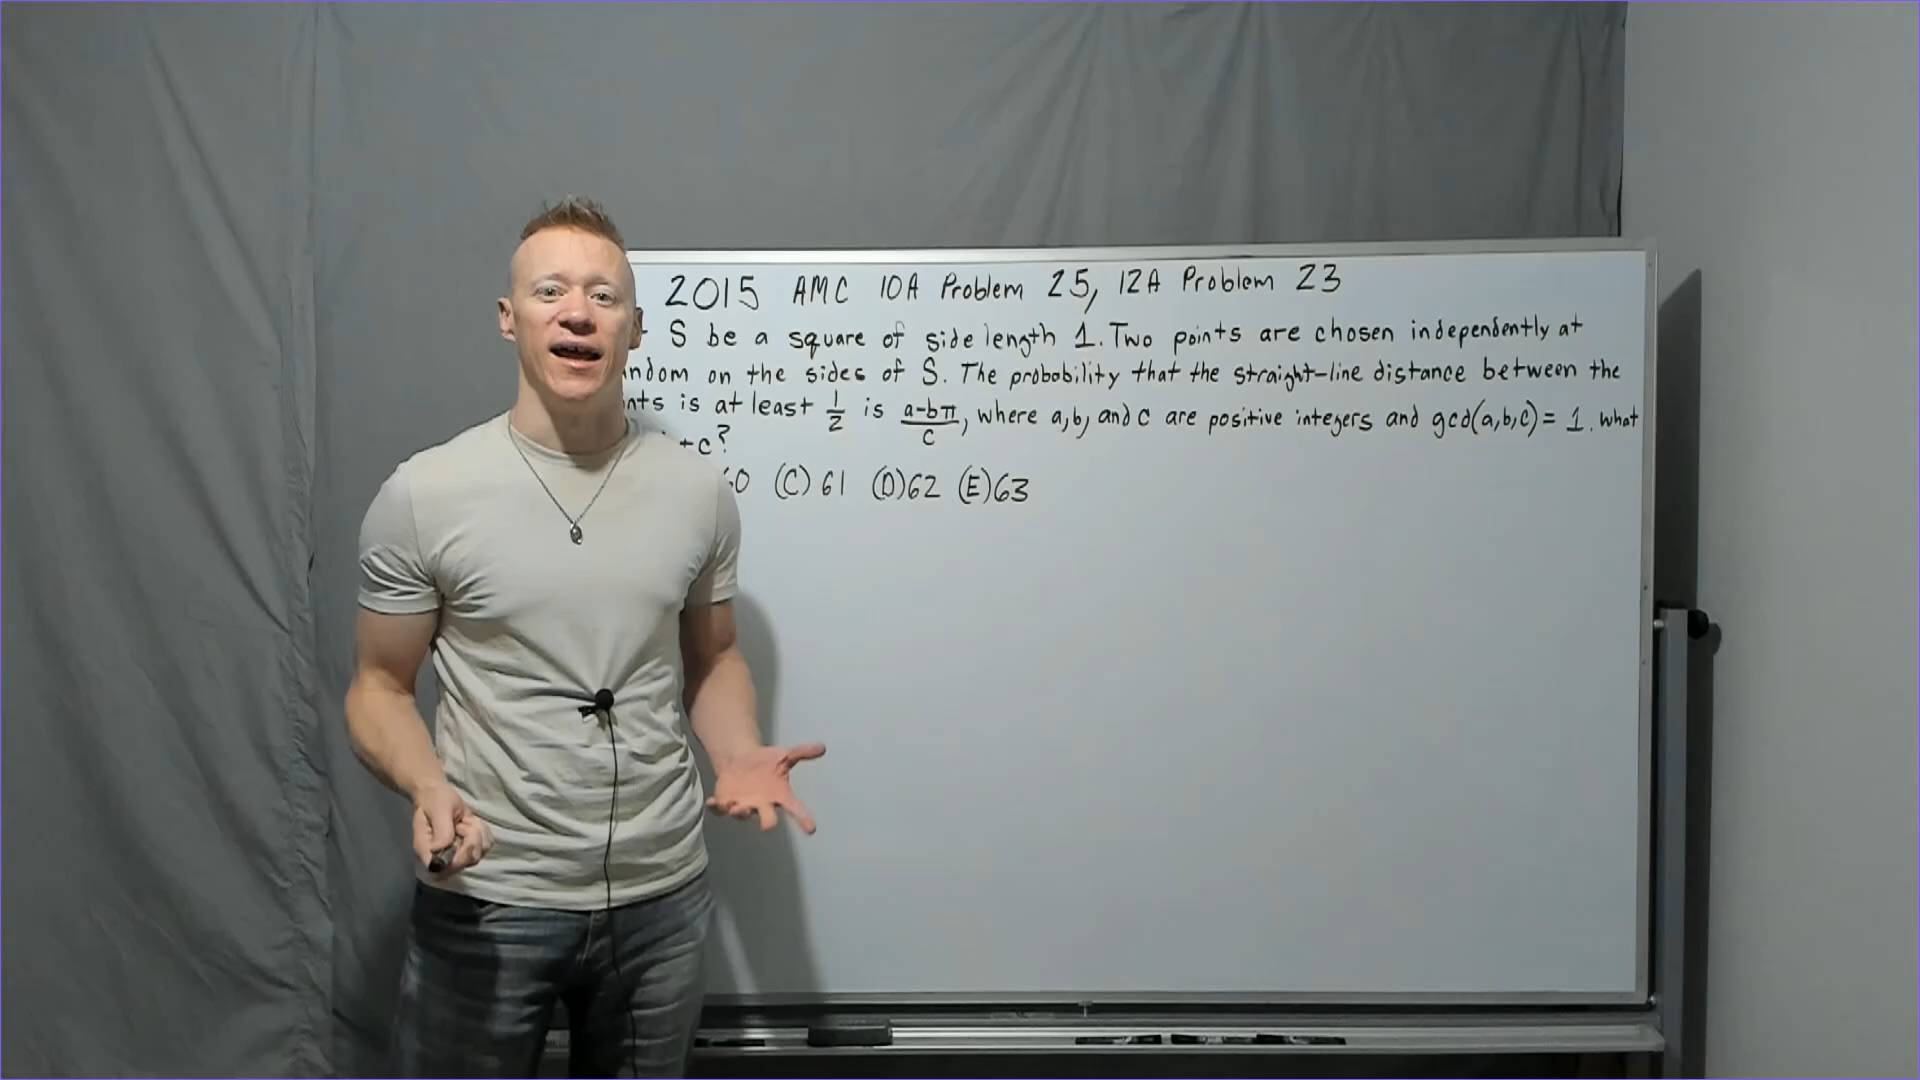 2015 AMC 10A Problem 25, 12A Problem 23
S be a square of side length 1. Two points are chosen independently at
ndom on the sides of S. The probability that the straight-line distance between the
nts is at least 1/2 is (a-bπ)/c, where a,b, and c are positive integers and gcd(a,b,c)= 1. what
+c?
60 (C) 61 (D) 62 (E) 63